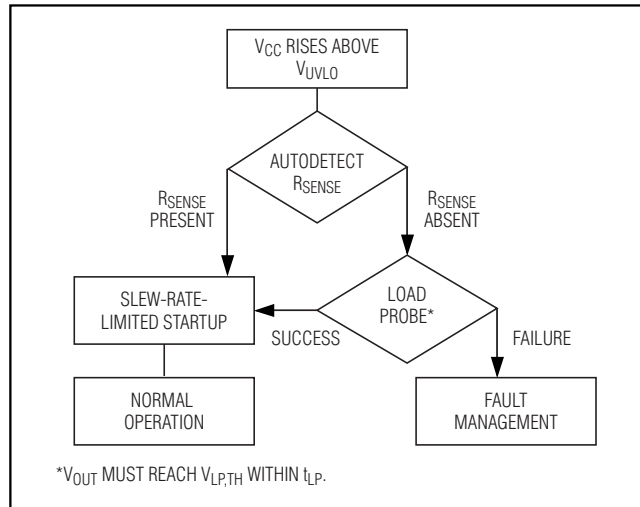 VCC RISES ABOVE
VUVLO
AUTODETECT
RSENSE
RSENSE
PRESENT
RSENSE
ABSENT
SLEW-RATE-
LIMITED STARTUP
SUCCESS
LOAD
PROBE*
FAILURE
NORMAL
OPERATION
FAULT
MANAGEMENT
*VOUT MUST REACH VLP,TH WITHIN tLP.